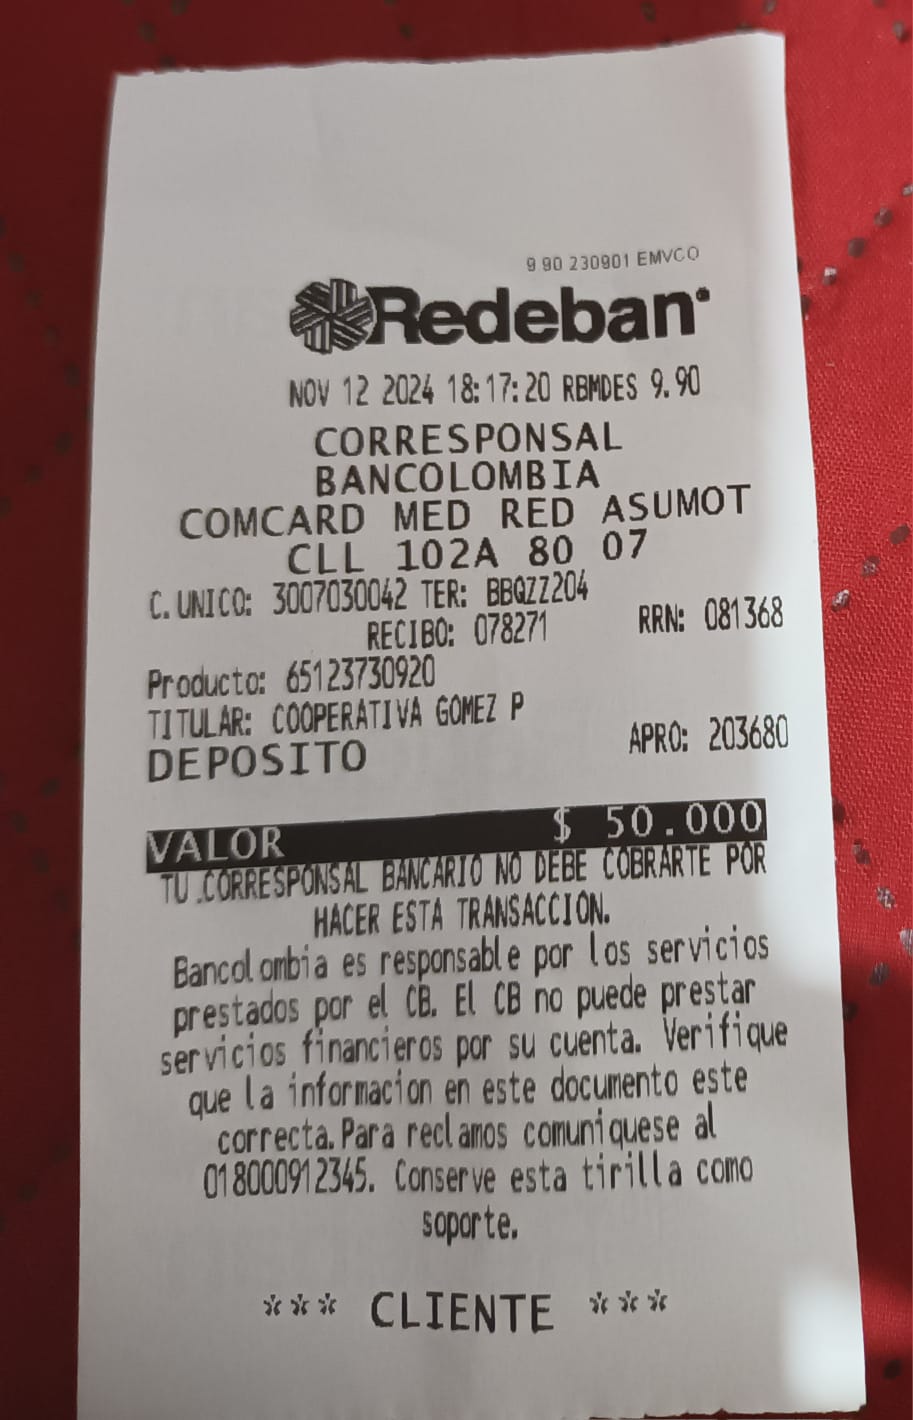 9 90 230901 EMVCO
Redeban
NOV 12 2024 18:17:20 RBMDES 9.90
CORRESPONSAL
BANCOLOMBIA
COMCARD MED RED ASUMOT
CLL 102A 80 07
C.UNICO: 3007030042 TER: BBQZZ204
RECIBO: 078271 RRN: 081368
Producto: 65123730920
TITULAR: COOPERATIVA GOMEZ P
DEPOSITO APRO: 203680
VALOR $ 50.000
TU .CORRESPONSAL BANCARIO NO DEBE COBRARTE POR
HACER ESTA TRANSACCION.
Bancolombia es responsable por los servicios
prestados por el CB. El CB no puede prestar
servicios financieros por su cuenta. Verifique
que la informacion en este documento este
correcta.Para reclamos comuniquese al
018000912345. Conserve esta tirilla como
soporte.
*** CLIENTE ***